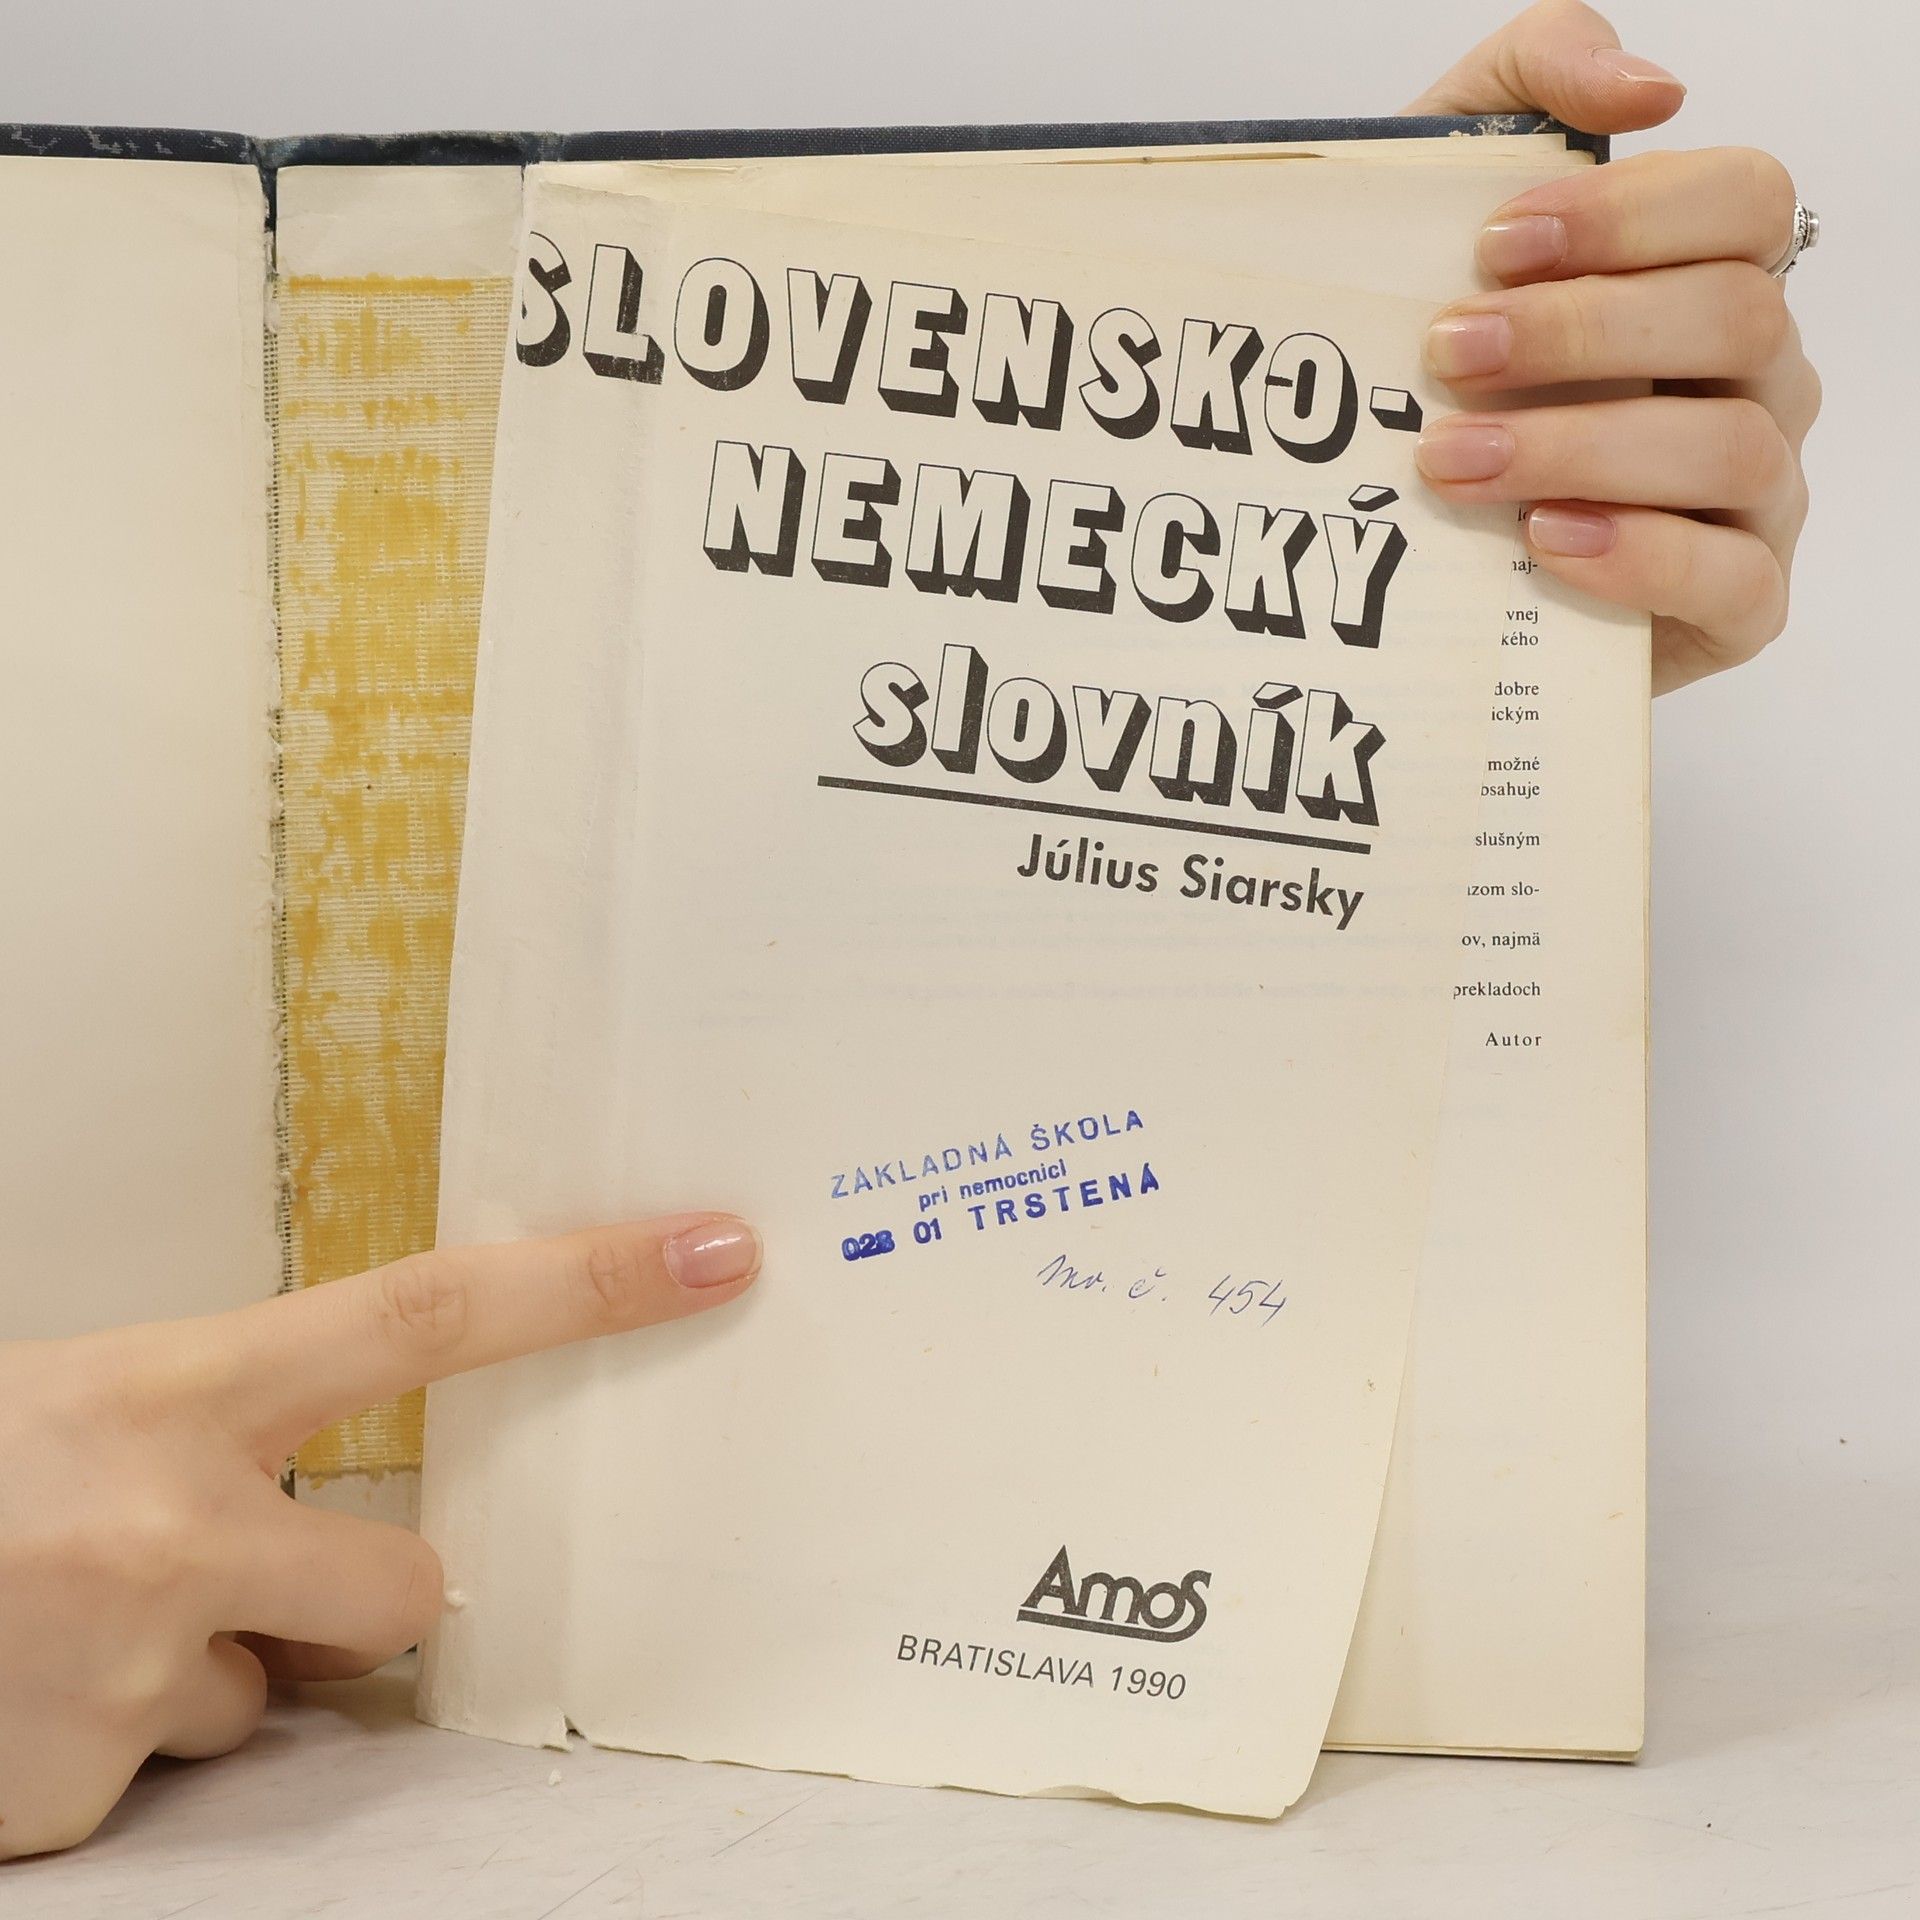 SLOVENSKO-
NEMECKÝ
slovník
Július Siarsky
naj-
vnej
kého
dobre
ickým
možné
bsahuje
slušným
azom slo-
ov, najmä
prekladoch
Autor
ZÁKLADNÁ ŠKOLA
pri nemocnici
028 01 TRSTENÁ
Inv. č. 454
Amos
BRATISLAVA 1990